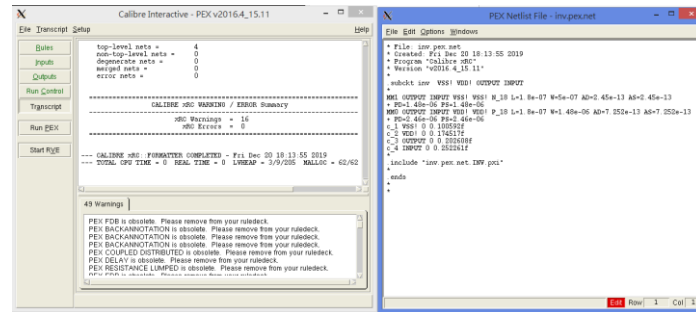 Calibre Interactive - PEX v2016.4_15.11
File Transcript Setup Help
Rules
Inputs
Outputs
Run Control
Transcript
Run PEX
Start RVE
top-level nets = 4
non-top-level nets = 0
degenerate nets = 0
merged nets = 0
error nets = 0
CALIBRE xRC WARNING / ERROR Summary
xRC Warnings = 16
xRC Errors = 0
--- CALIBRE xRC::FORMATTER COMPLETED - Fri Dec 20 18:13:55 2019
--- TOTAL CPU TIME = 0 REAL TIME = 0 LVHEAP = 3/9/205 MALLOC = 62/62
49 Warnings
PEX FDB is obsolete. Please remove from your ruledeck.
PEX BACKANNOTATION is obsolete. Please remove from your ruledeck.
PEX BACKANNOTATION is obsolete. Please remove from your ruledeck.
PEX BACKANNOTATION is obsolete. Please remove from your ruledeck.
PEX COUPLED DISTRIBUTED is obsolete. Please remove from your ruledeck.
PEX DELAY is obsolete. Please remove from your ruledeck.
PEX RESISTANCE LUMPED is obsolete. Please remove from your ruledeck.
PEX Netlist File - inv.pex.net
File Edit Options Windows
* File: inv.pex.net
* Created: Fri Dec 20 18:13:55 2019
* Program "Calibre xRC"
* Version "v2016.4_15.11"
*
.subckt inv VSS! VDD! OUTPUT INPUT
*
MM1 OUTPUT INPUT VSS! VSS! N_18 L=1.8e-07 W=5e-07 AD=2.45e-13 AS=2.45e-13
+ PD=1.48e-06 PS=1.48e-06
MM0 OUTPUT INPUT VDD! VDD! P_18 L=1.8e-07 W=1.48e-06 AD=7.252e-13 AS=7.252e-13
+ PD=2.46e-06 PS=2.46e-06
c_1 VSS! 0 0.100592f
c_2 VDD! 0 0.174517f
c_3 OUTPUT 0 0.202608f
c_4 INPUT 0 0.252261f
*
.include "inv.pex.net.INV.pxi"
*
.ends
*
*
Edit Row 1 Col 1